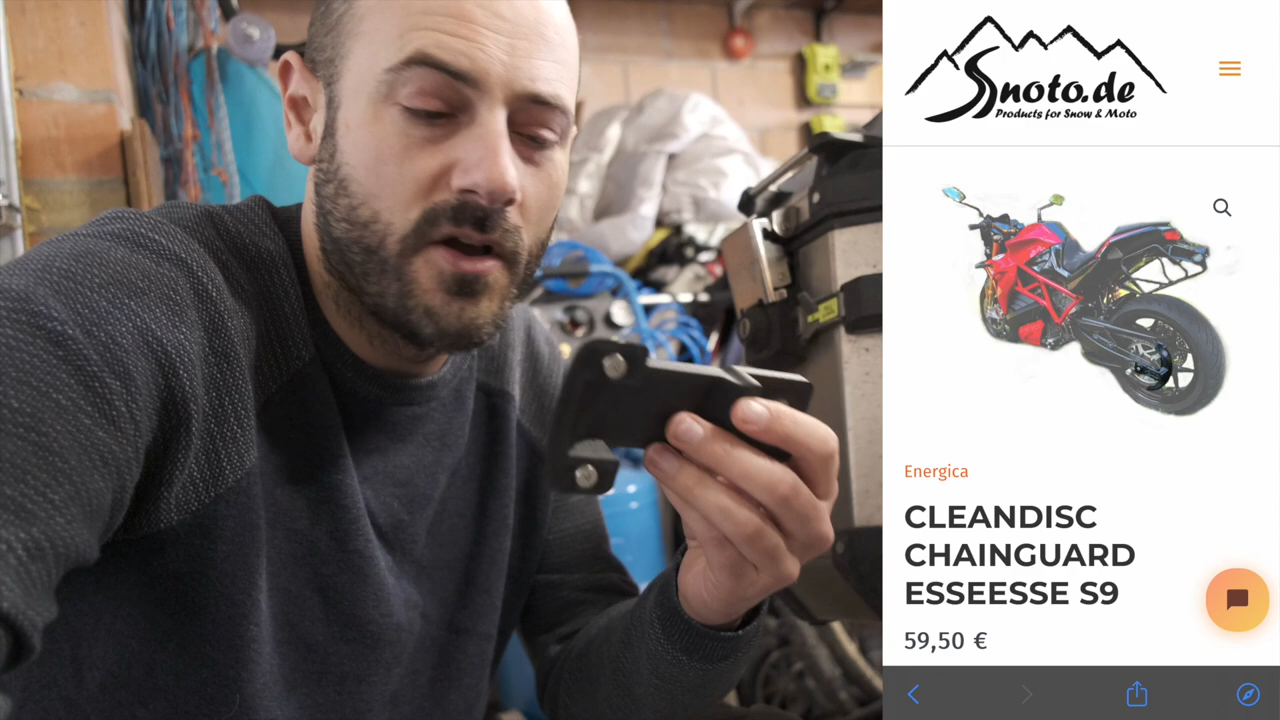 Snoto.de
Products for Snow & Moto
Energica
CLEANDISC
CHAINGUARD
ESSEESSE S9
59,50 €